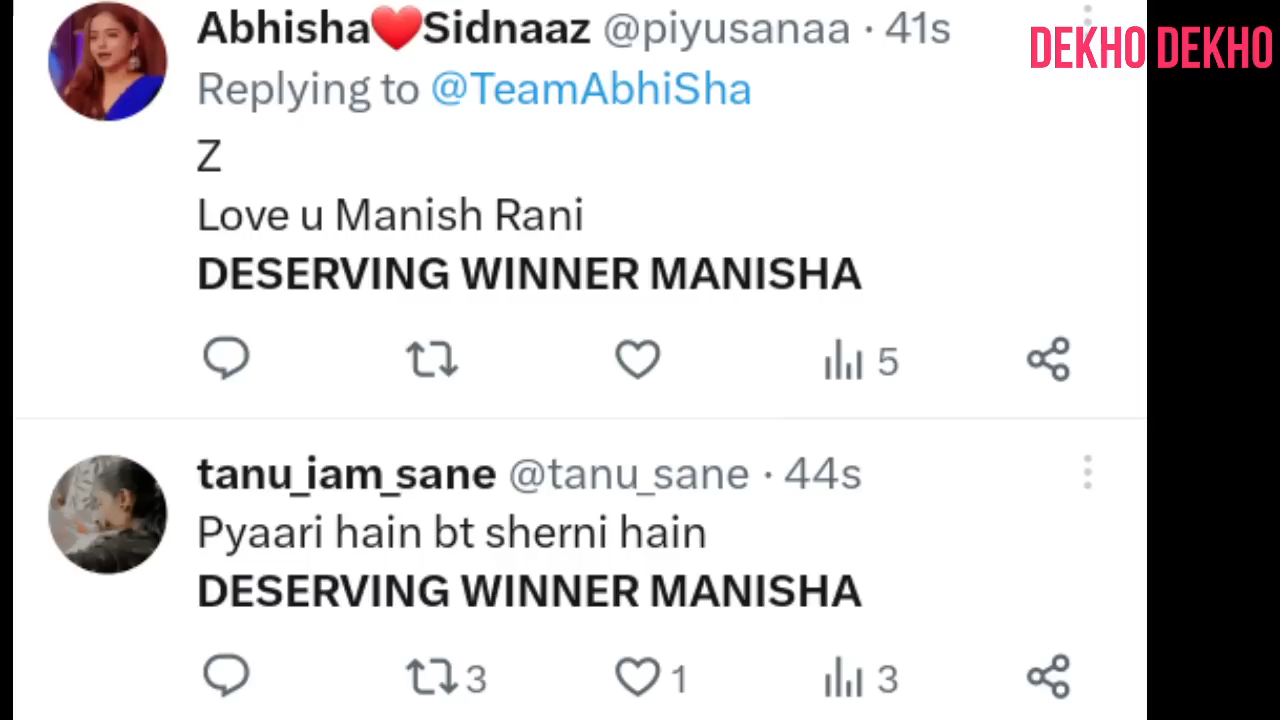 Abhisha❤️Sidnaaz @piyusanaa · 41s
DEKHO DEKHO
Replying to @TeamAbhiSha
Z
Love u Manish Rani
DESERVING WINNER MANISHA
5
tanu_iam_sane @tanu_sane · 44s
Pyaari hain bt sherni hain
DESERVING WINNER MANISHA
3 1 3